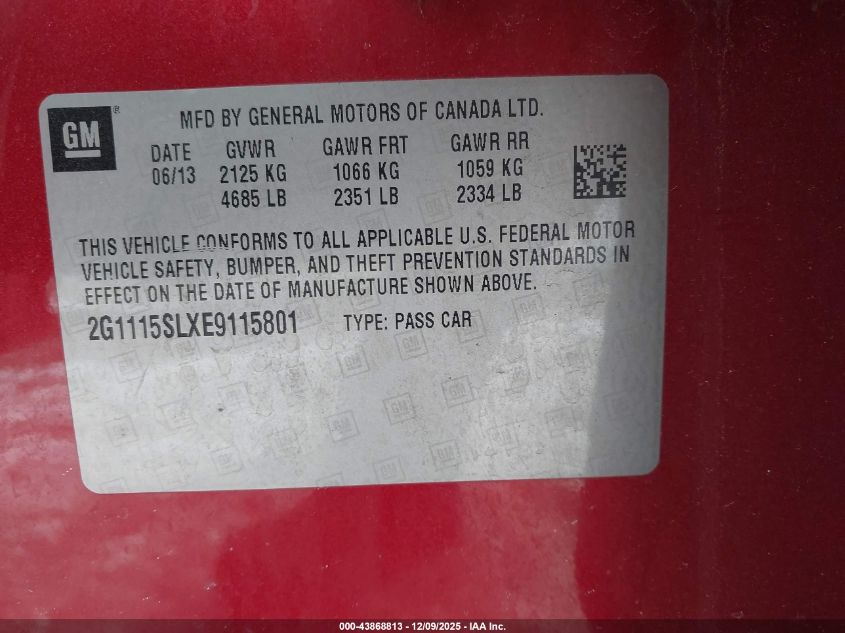 GM®
MFD BY GENERAL MOTORS OF CANADA LTD.
DATE GVWR GAWR FRT GAWR RR
06/13 2125 KG 1066 KG 1059 KG
4685 LB 2351 LB 2334 LB
THIS VEHICLE CONFORMS TO ALL APPLICABLE U.S. FEDERAL MOTOR
VEHICLE SAFETY, BUMPER, AND THEFT PREVENTION STANDARDS IN
EFFECT ON THE DATE OF MANUFACTURE SHOWN ABOVE.
2G1115SLXE9115801 TYPE: PASS CAR
000-43868813 - 12/09/2025 - IAA Inc.